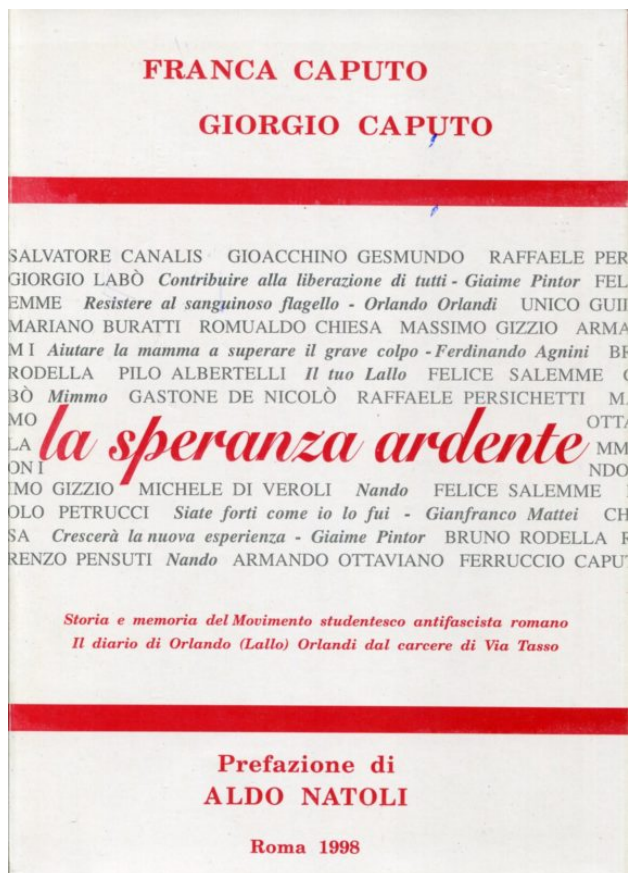 FRANCA CAPUTO
GIORGIO CAPUTO
SALVATORE CANALIS GIOACCHINO GESMUNDO RAFFAELE PER
GIORGIO LABÒ Contribuire alla liberazione di tutti - Giaime Pintor FEL
EMME Resistere al sanguinoso flagello - Orlando Orlandi UNICO GUI
MARIANO BURATTI ROMUALDO CHIESA MASSIMO GIZZIO ARMA
M I Aiutare la mamma a superare il grave colpo - Ferdinando Agnini BR
RODELLA PILO ALBERTELLI Il tuo Lallo FELICE SALEMME
BÒ Mimmo GASTONE DE NICOLÒ RAFFAELE PERSICHETTI MA
MO OTTA
LA la speranza ardente MM
ON I NDO
IMO GIZZIO MICHELE DI VEROLI Nando FELICE SALEMME
OLO PETRUCCI Siate forti come io lo fui - Gianfranco Mattei CH
SA Crescerà la nuova esperienza - Giaime Pintor BRUNO RODELLA
RENZO PENSUTI Nando ARMANDO OTTAVIANO FERRUCCIO CAPUT
Storia e memoria del Movimento studentesco antifascista romano
Il diario di Orlando (Lallo) Orlandi dal carcere di Via Tasso
Prefazione di
ALDO NATOLI
Roma 1998